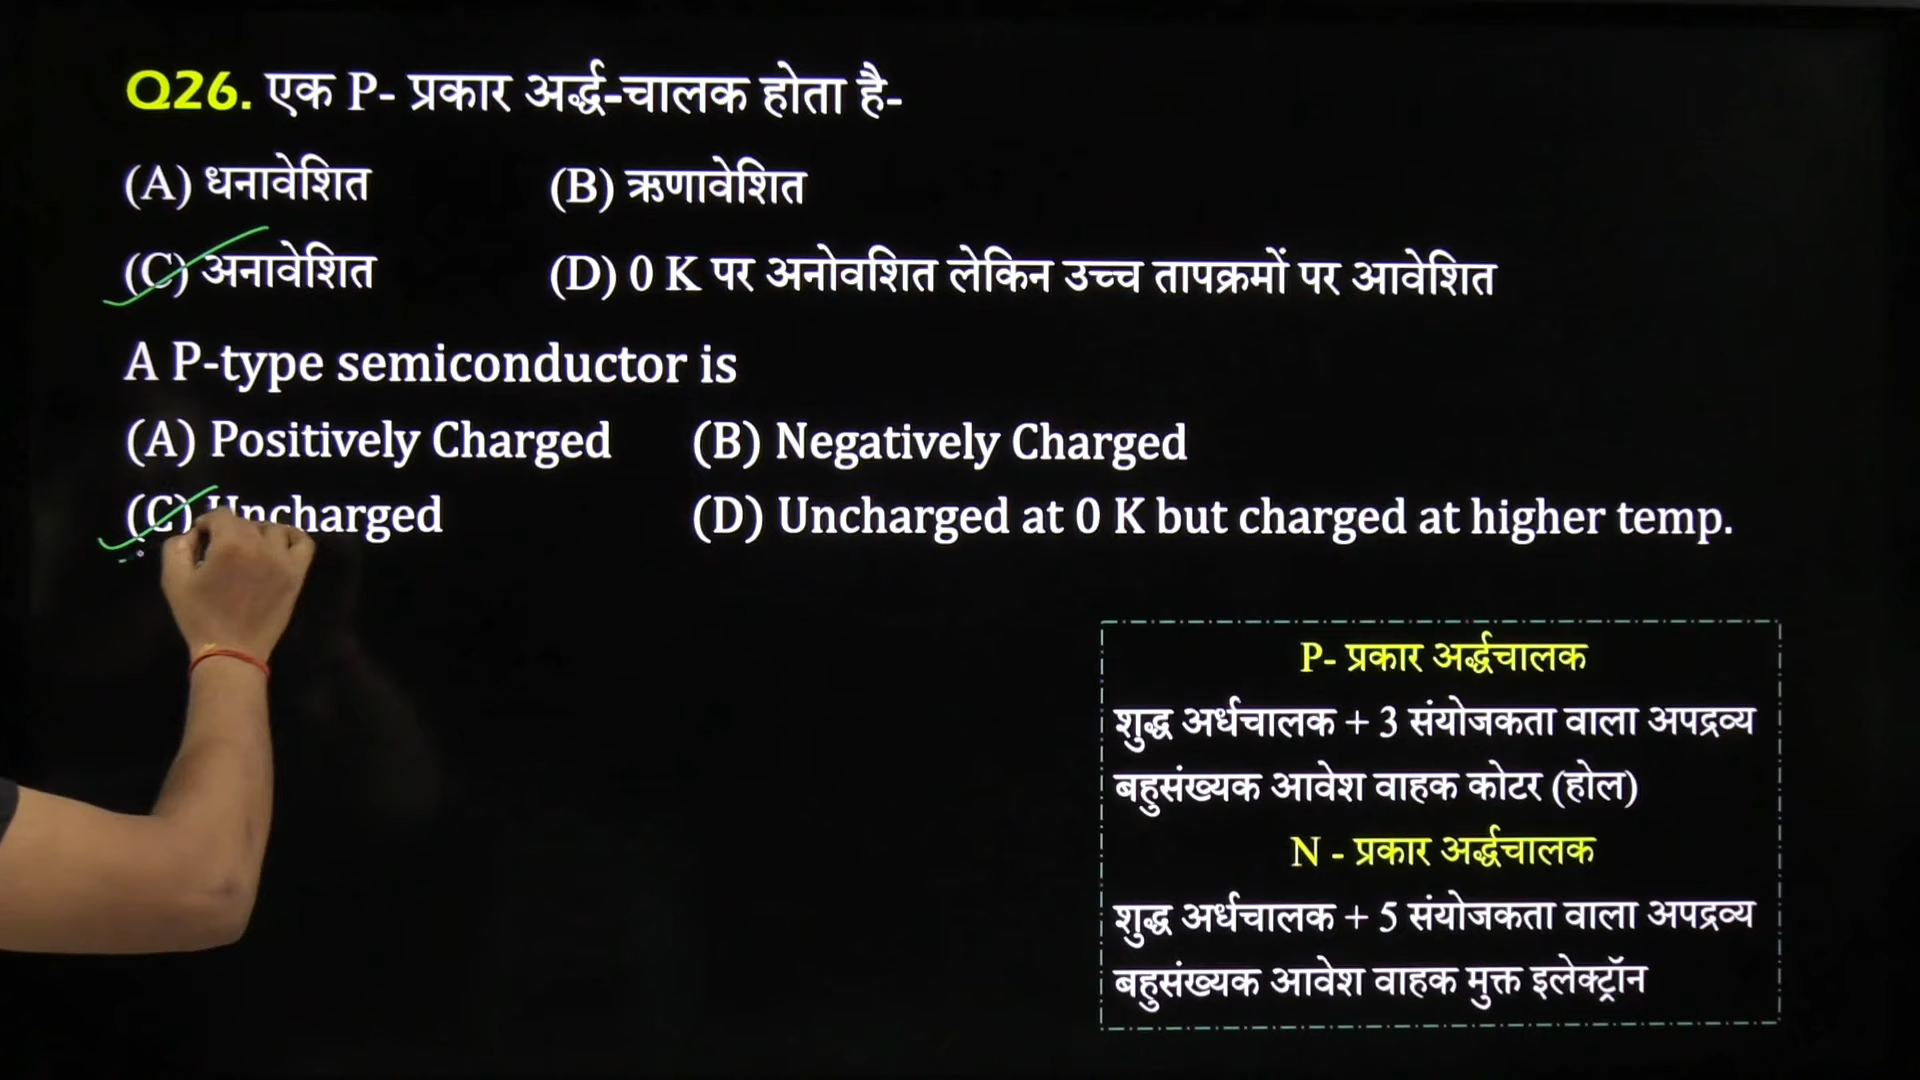 Q26. एक P- प्रकार अर्द्ध-चालक होता है-
(A) धनावेशित (B) ऋणावेशित
(C) अनावेशित (D) 0 K पर अनोवशित लेकिन उच्च तापक्रमों पर आवेशित
A P-type semiconductor is
(A) Positively Charged (B) Negatively Charged
(C) Uncharged (D) Uncharged at 0 K but charged at higher temp.
P- प्रकार अर्द्धचालक
शुद्ध अर्धचालक + 3 संयोजकता वाला अपद्रव्य
बहुसंख्यक आवेश वाहक कोटर (होल)
N - प्रकार अर्द्धचालक
शुद्ध अर्धचालक + 5 संयोजकता वाला अपद्रव्य
बहुसंख्यक आवेश वाहक मुक्त इलेक्ट्रॉन